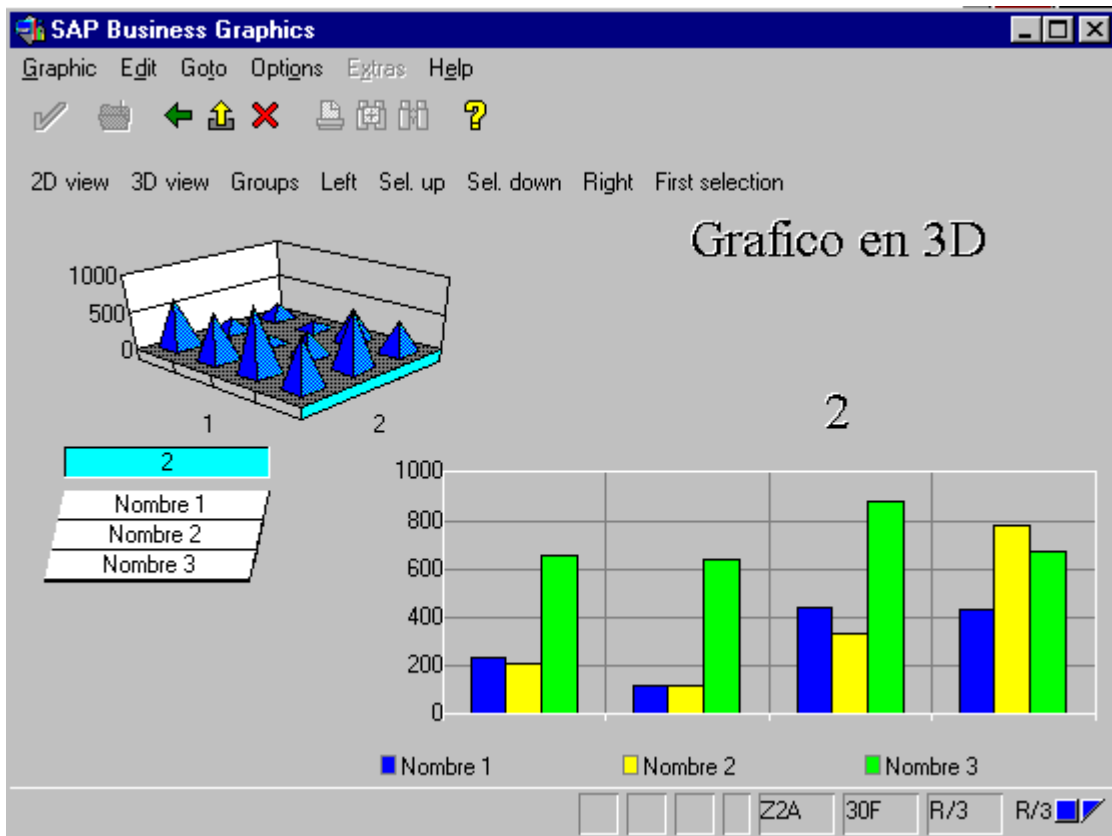 SAP Business Graphics
Graphic Edit Goto Options Extras Help
2D view 3D view Groups Left Sel. up Sel. down Right First selection
Grafico en 3D
1000
500
0
1
2
2
Nombre 1
Nombre 2
Nombre 3
2
1000
800
600
400
200
0
Nombre 1 Nombre 2 Nombre 3
Z2A 30F R/3 R/3